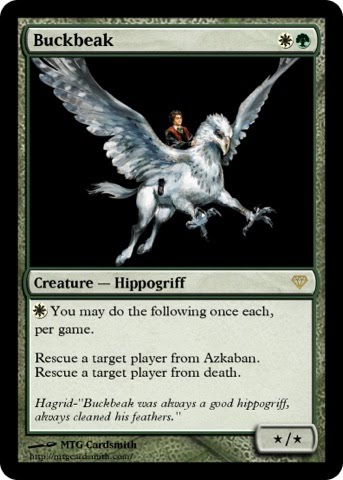 Buckbeak
Creature — Hippogriff
You may do the following once each,
per game.
Rescue a target player from Azkaban.
Rescue a target player from death.
Hagrid-"Buckbeak was always a good hippogriff,
always cleaned his feathers."
★/★
MTG Cardsmith
http://mtgcardsmith.com/